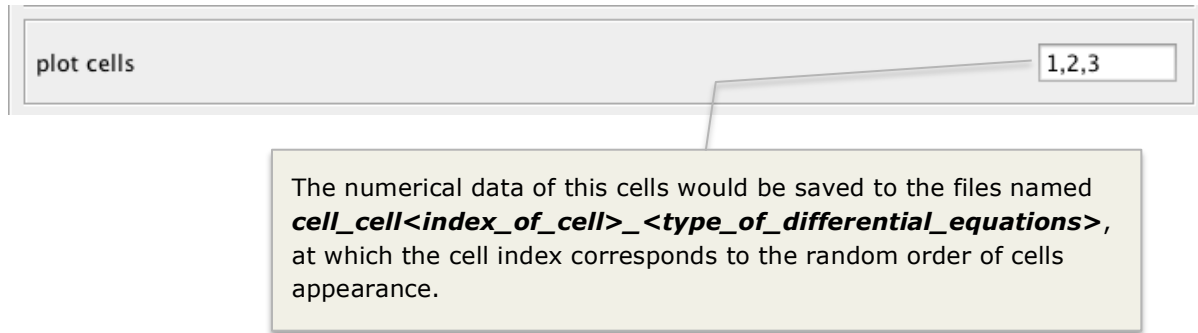 plot cells
1,2,3
The numerical data of this cells would be saved to the files named
cell_cell<index_of_cell>_<type_of_differential_equations>,
at which the cell index corresponds to the random order of cells
appearance.